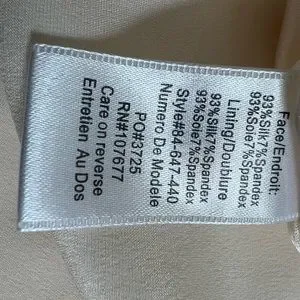 Face/Endroit:
93%Silk7%Spandex
93%Soie7%Spandex
Lining/Doublure
93%Silk7%Spandex
93%Soie7%Spandex
Style#84-647-440
Numero De Modele
PO#3725
RN#107677
Care on reverse
Entretien Au Dos